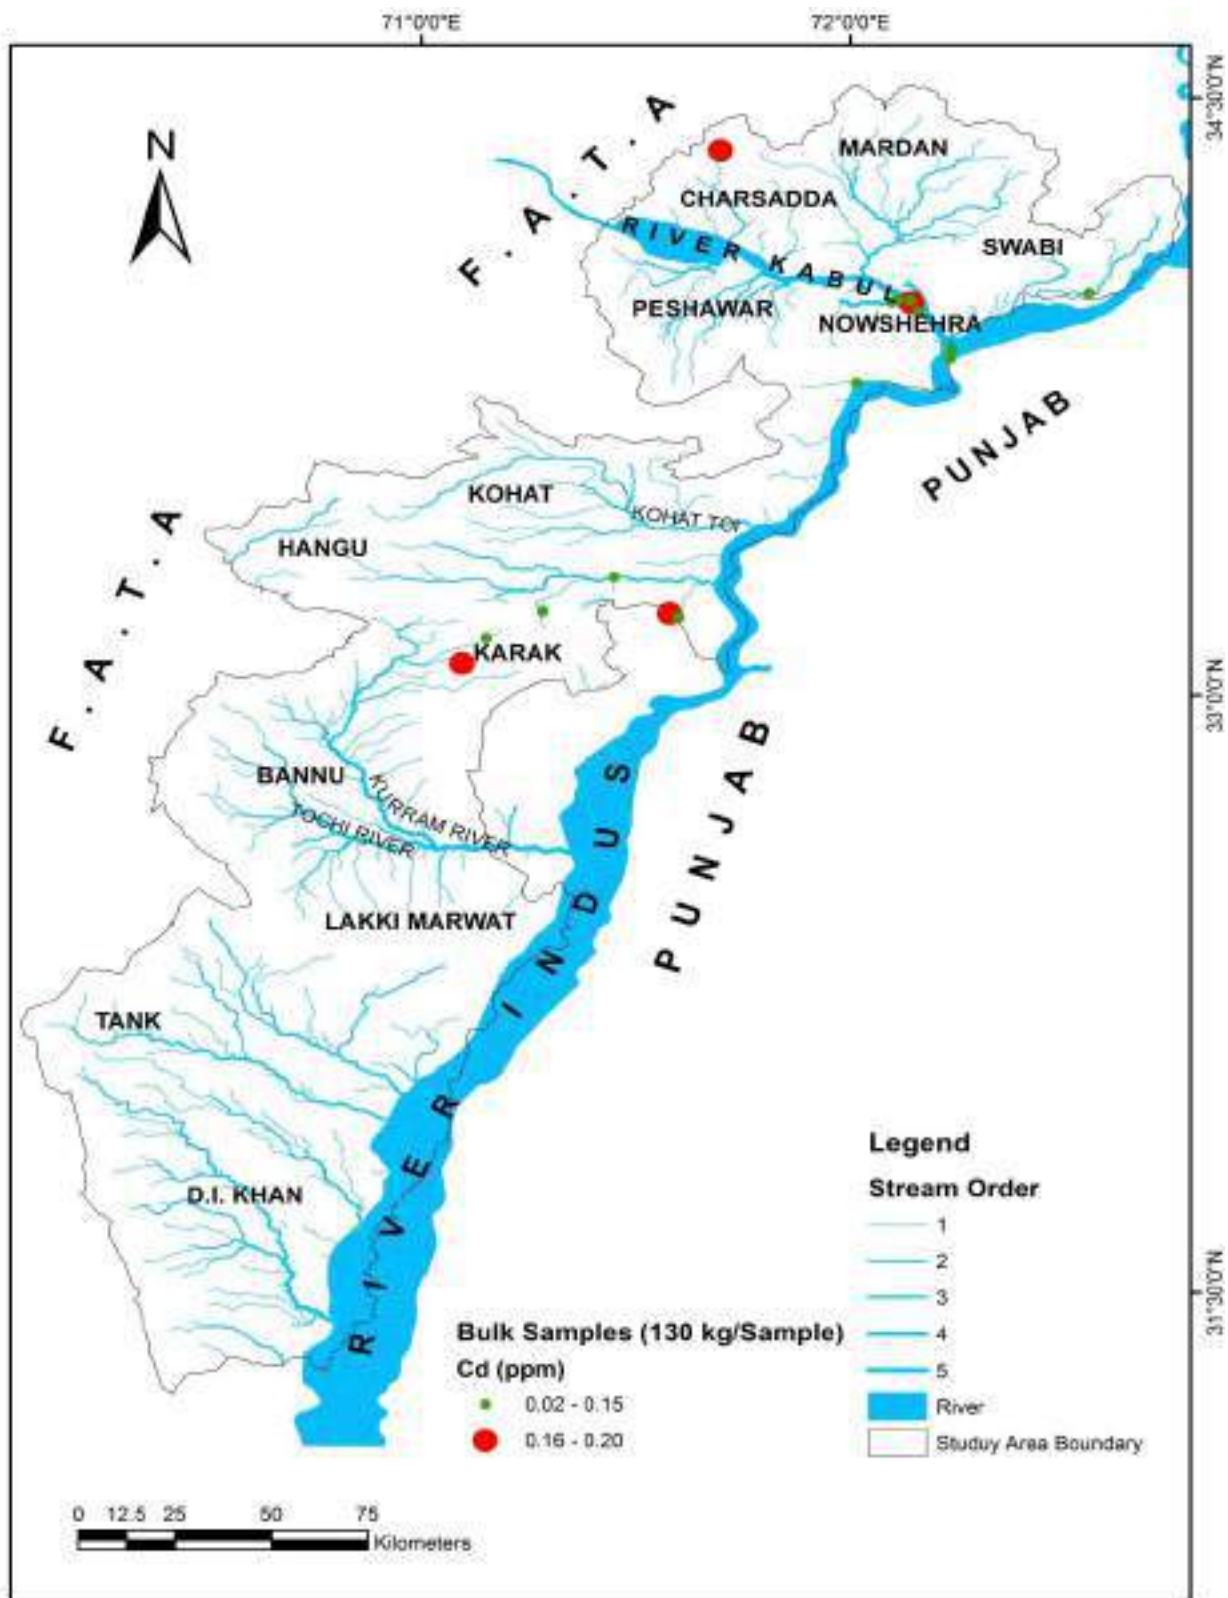 71°0'0"E
72°0'0"E
34°30'0"N
N
F.A.T.A
MARDAN
CHARSADDA
SWABI
RIVER KABUL
PESHAWAR
NOWSHEHRA
PUNJAB
KOHAT
KOHAT TOI
HANGU
F.A.T.A
KARAK
33°0'0"N
BANNU
KURRAM RIVER
TOCHI RIVER
PUNJAB
LAKKI MARWAT
RIVER INDUS
TANK
D.I. KHAN
31°30'0"N
Legend
Stream Order
1
2
3
4
5
River
Studuy Area Boundary
Bulk Samples (130 kg/Sample)
Cd (ppm)
0.02 - 0.15
0.16 - 0.20
0 12.5 25 50 75
Kilometers